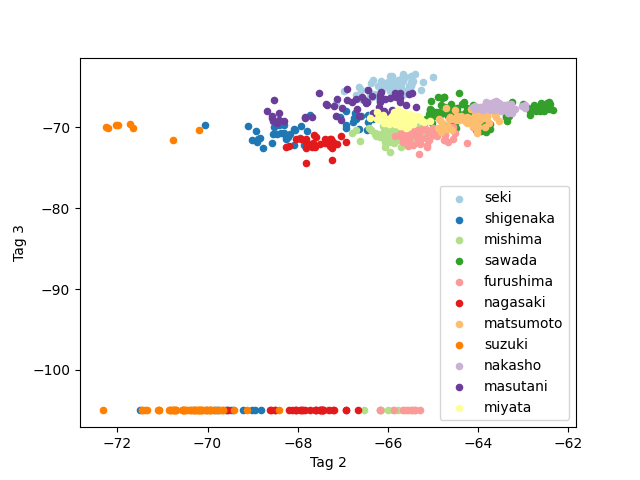 −70
−80
−90
−100
Tag 3
−72
−70
−68
−66
−64
−62
Tag 2
seki
shigenaka
mishima
sawada
furushima
nagasaki
matsumoto
suzuki
nakasho
masutani
miyata